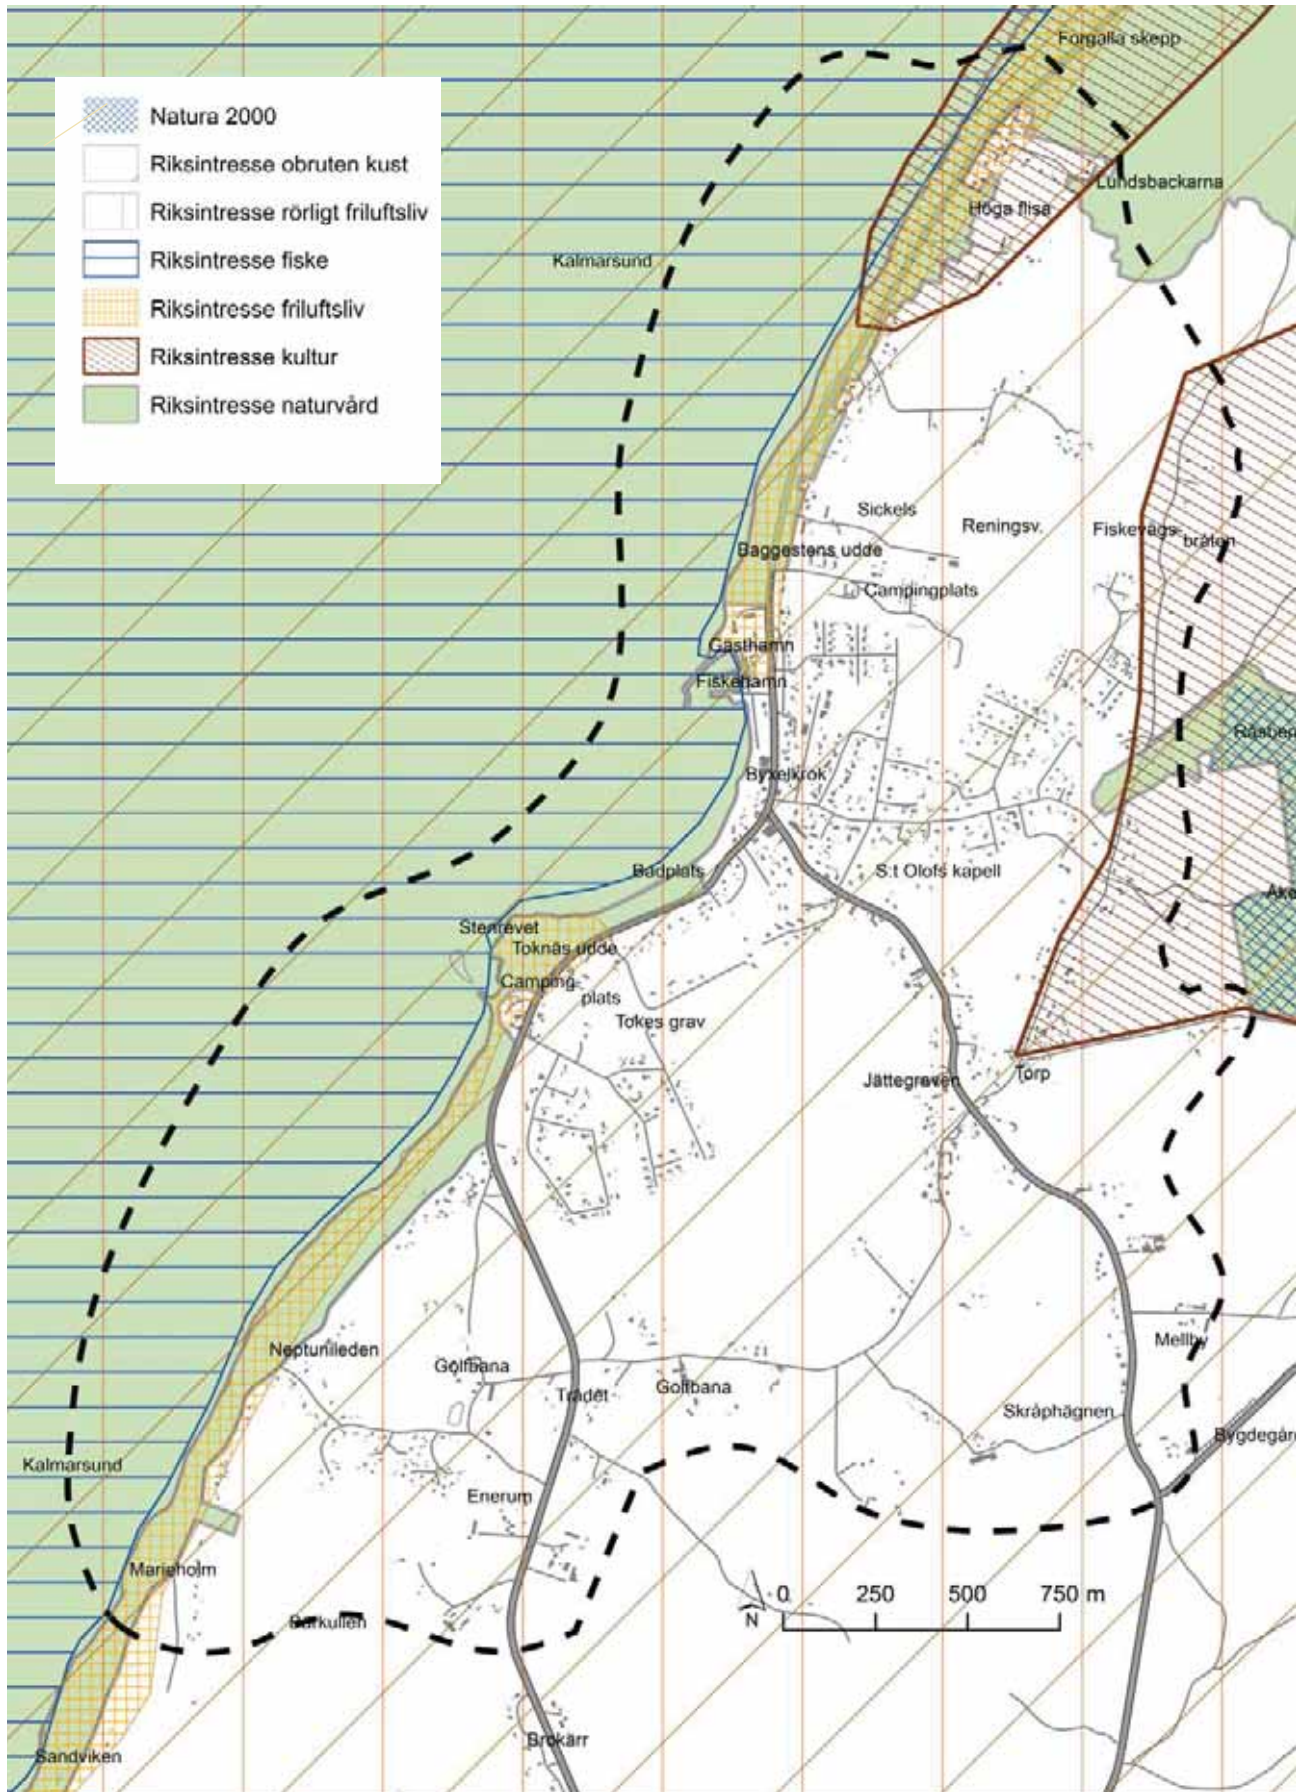 Forgalla skepp
Natura 2000
Riksintresse obruten kust
Riksintresse rörligt friluftsliv
Riksintresse fiske
Riksintresse friluftsliv
Riksintresse kultur
Riksintresse naturvård
Lundsbackarna
Höga flisa
Kalmarsund
Sickels
Reningsv.
Fiskevägs-
bråten
Baggestens udde
Campingplats
Gästhamn
Fiskehamn
Byxelkrok
Badplats
S:t Olofs kapell
Stenrevet
Toknäs udde
Camping-
plats
Tokes grav
Jättegraven
Torp
Neptunileden
Golfbana
Trädet
Golfbana
Mellby
Skräphägnen
Bygdegår
Kalmarsund
Enerum
Marieholm
0 250 500 750 m
N
Brokärr
Sandviken